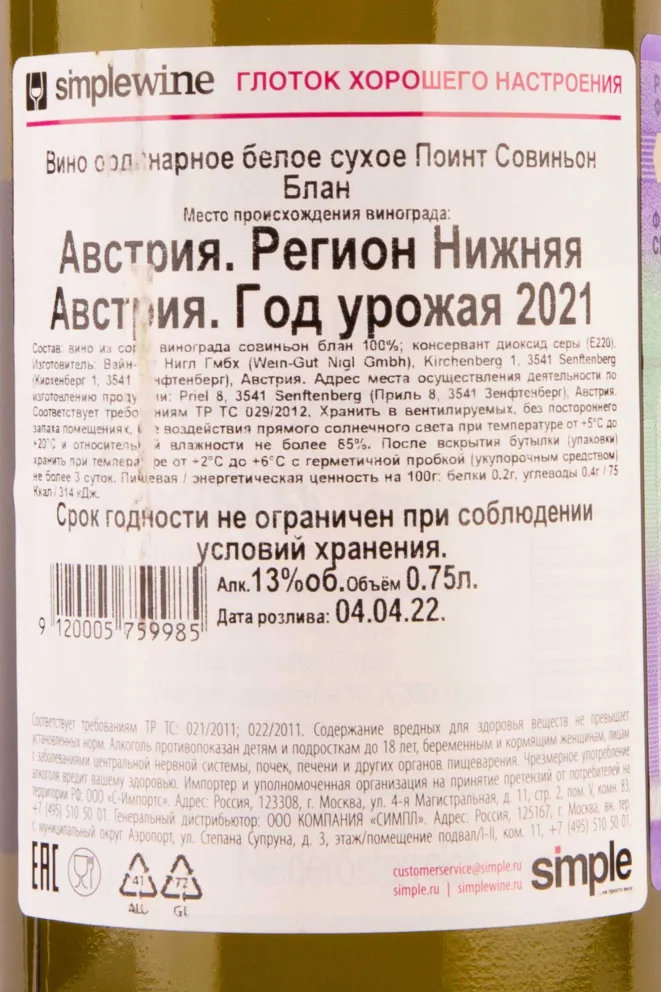 simplewine ГЛОТОК ХОРОШЕГО НАСТРОЕНИЯ
Вино ординарное белое сухое Поинт Совиньон
Блан
Место происхождения винограда:
Австрия. Регион Нижняя
Австрия. Год урожая 2021
Состав: вино из винограда совиньон блан 100%; консервант диоксид серы (Е220).
Изготовитель: Нигл Гмбх (Wein-Gut Nigl Gmbh), Kirchenberg 1, 3541 Senftenberg
(Кирхенберг 1, 3541 Зенфтенберг), Австрия. Адрес места осуществления деятельности по
изготовлению продукции: Priel 8, 3541 Senftenberg (Приль 8, 3541 Зенфтенберг), Австрия.
Соответствует требованиям ТР ТС 029/2012. Хранить в вентилируемых, без постороннего
запаха помещениях, воздействия прямого солнечного света при температуре от +5°С до
+20°С и относительной влажности не более 85%. После вскрытия бутылки (упаковки)
хранить при температуре от +2°С до +6°С с герметичной пробкой (укупорочным средством)
не более 3 суток. Пищевая / энергетическая ценность на 100г: белки 0.2г, углеводы 0.4г / 75
Ккал / 314 кДж.
Срок годности не ограничен при соблюдении
условий хранения.
Алк. 13%об. Объём 0.75л.
Дата розлива: 04.04.22.
9 120005 759985
Соответствует требованиям ТР ТС: 021/2011; 022/2011. Содержание вредных для здоровья веществ не превышает
установленных норм. Алкоголь противопоказан детям и подросткам до 18 лет, беременным и кормящим женщинам, лицам
с заболеваниями центральной нервной системы, почек, печени и других органов пищеварения. Чрезмерное употребление
алкоголя вредит вашему здоровью. Импортер и уполномоченная организация на принятие претензий от потребителей на
территории РФ: ООО «С-Импортс». Адрес: Россия, 123308, г. Москва, ул. 4-я Магистральная, д. 11, стр. 2, пом. V, комн. 83,
+7 (495) 510 50 01. Генеральный дистрибьютор: ООО КОМПАНИЯ «СИМПЛ». Адрес: Россия, 125167, г. Москва, вн. тер.
г. муниципальный округ Аэропорт, ул. Степана Супруна, д. 3, этаж/помещение подвал/I-II, ком. 11, +7 (495) 510 50 01.
EAC
41
ALC
72
GL
customerservice@simple.ru
simple.ru | simplewine.ru
simple
...не просто вино